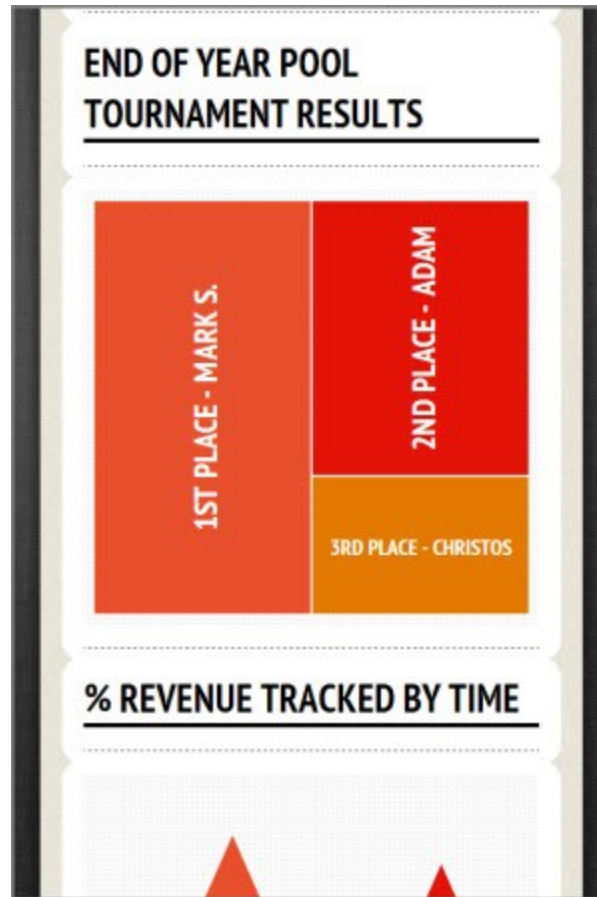 END OF YEAR POOL
TOURNAMENT RESULTS
1ST PLACE - MARK S.
2ND PLACE - ADAM
3RD PLACE - CHRISTOS
% REVENUE TRACKED BY TIME